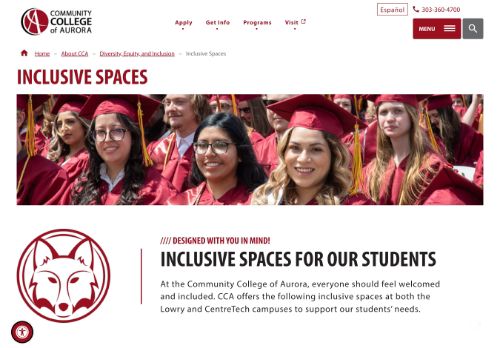 COMMUNITY
COLLEGE
of AURORA
Apply
Get Info
Programs
Visit
Español
303-360-4700
MENU
Home – About CCA – Diversity, Equity, and Inclusion – Inclusive Spaces
INCLUSIVE SPACES
//// DESIGNED WITH YOU IN MIND!
INCLUSIVE SPACES FOR OUR STUDENTS
At the Community College of Aurora, everyone should feel welcomed
and included. CCA offers the following inclusive spaces at both the
Lowry and CentreTech campuses to support our students' needs.